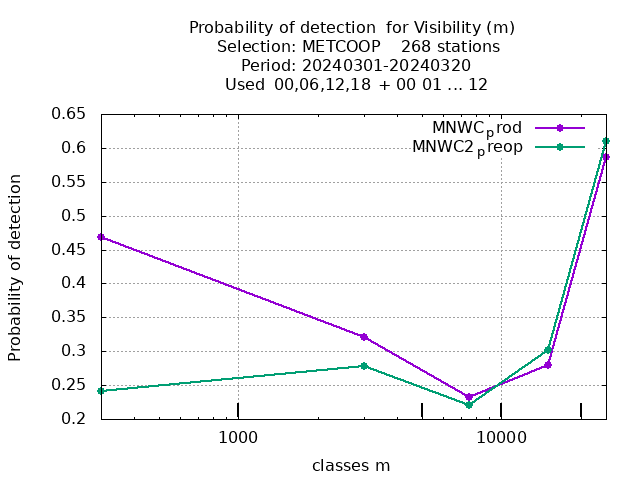 Probability of detection  for Visibility (m)
Selection: METCOOP    268 stations
Period: 20240301-20240320
Used  00,06,12,18 + 00 01 ... 12
MNWCprod
MNWC2preop
0.65
0.6
0.55
0.5
0.45
0.4
0.35
0.3
0.25
0.2
Probability of detection
1000
10000
classes m